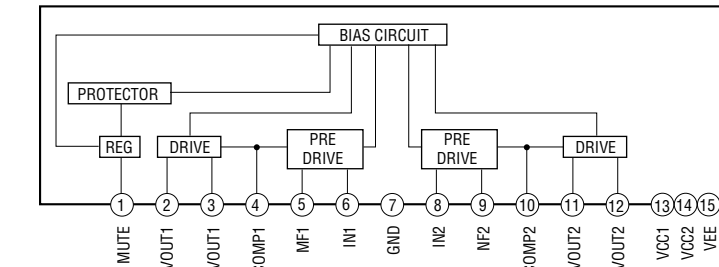 BIAS CIRCUIT
PROTECTOR
REG
DRIVE
PRE
DRIVE
PRE
DRIVE
DRIVE
1
2
3
4
5
6
7
8
9
10
11
12
13
14
15
MUTE
VOUT1
VOUT1
COMP1
MF1
IN1
GND
IN2
NF2
COMP2
VOUT2
VOUT2
VCC1
VCC2
VEE